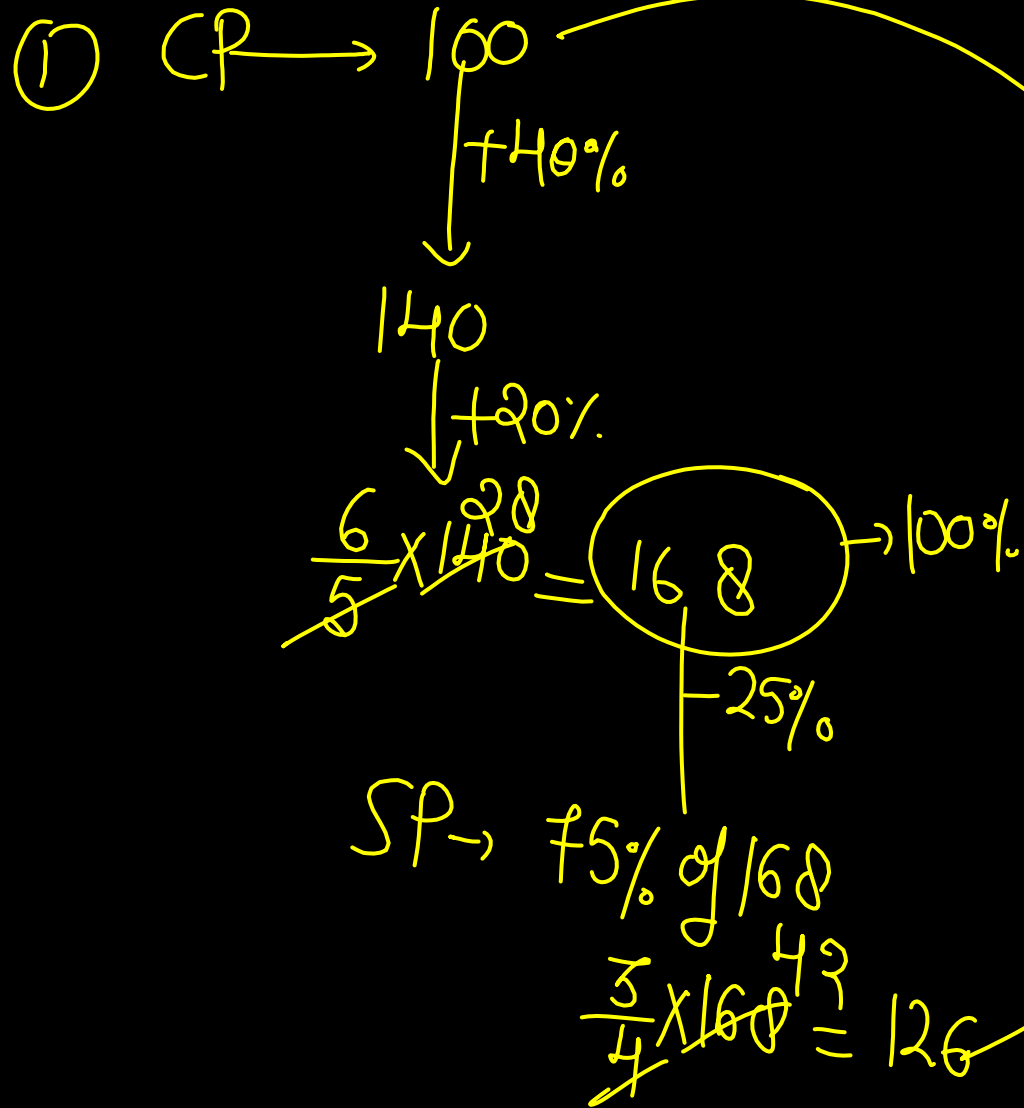 ① CP → 100
+40%
140
+20%
6/5 × 140 28 = 168 → 100%
-25%
SP → 75% of 168
3/4 × 168 42 = 126